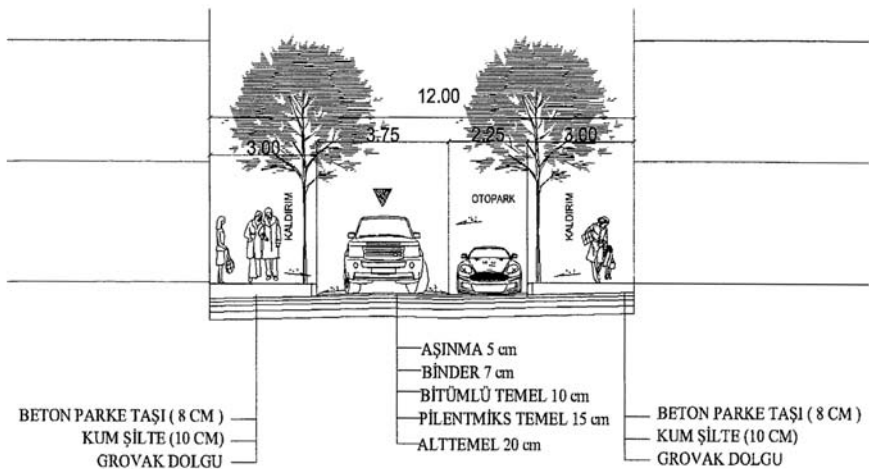 12.00
3.00 3.75 2.25 3.00
KALDIRIM
OTOPARK
KALDIRIM
AŞINMA 5 cm
BİNDER 7 cm
BİTÜMLÜ TEMEL 10 cm
PİLENTMİKS TEMEL 15 cm
ALTTEMEL 20 cm
BETON PARKE TAŞI ( 8 CM )
KUM ŞİLTE (10 CM)
GROVAK DOLGU
BETON PARKE TAŞI ( 8 CM )
KUM ŞİLTE (10 CM)
GROVAK DOLGU